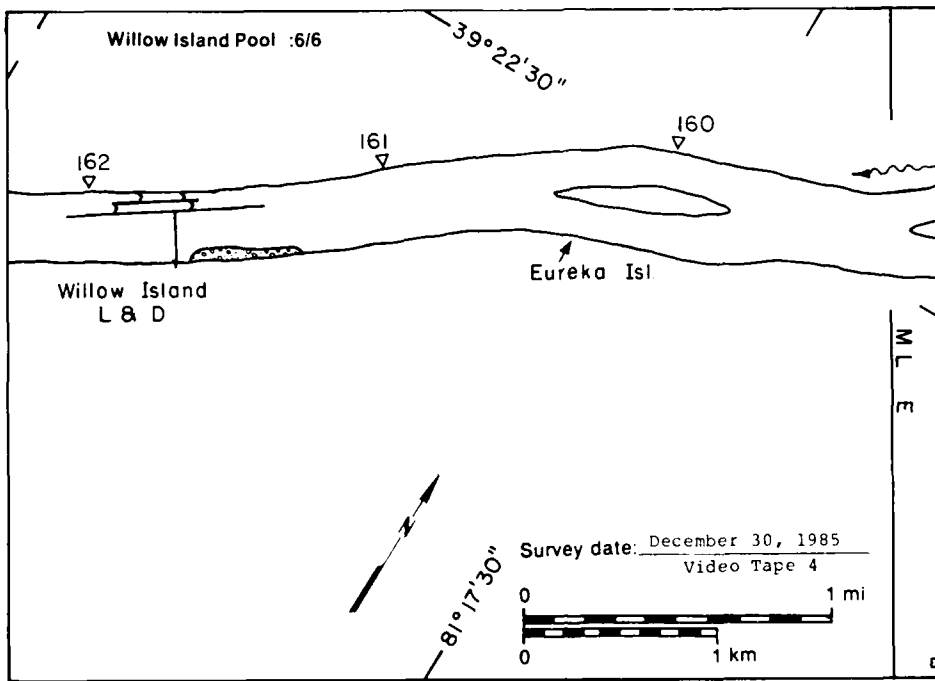 Willow Island Pool :6/6
39°22'30"
160
161
162
Eureka Isl
Willow Island
L & D
M L E
N
Survey date: December 30, 1985
Video Tape 4
81°17'30"
0 1 mi
0 1 km